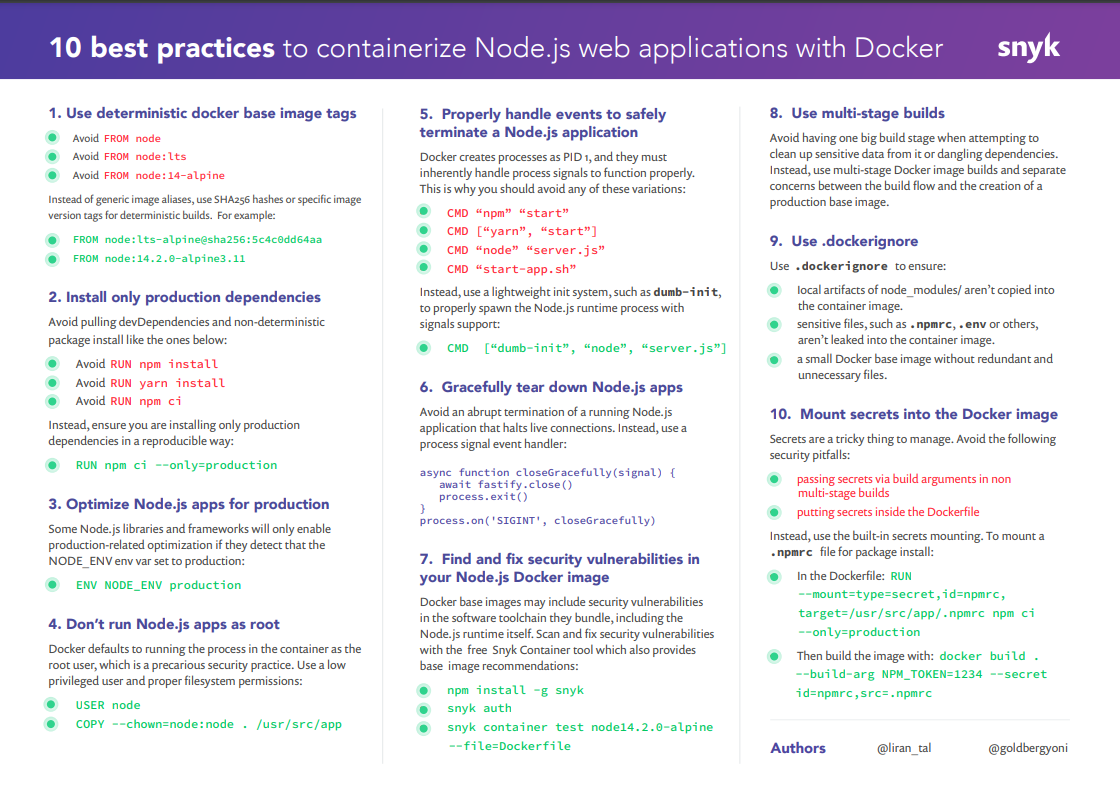 10 best practices to containerize Node.js web applications with Docker
snyk
1. Use deterministic docker base image tags
Avoid FROM node
Avoid FROM node:lts
Avoid FROM node:14-alpine
Instead of generic image aliases, use SHA256 hashes or specific image
version tags for deterministic builds. For example:
FROM node:lts-alpine@sha256:5c4c0dd64aa
FROM node:14.2.0-alpine3.11
2. Install only production dependencies
Avoid pulling devDependencies and non-deterministic
package install like the ones below:
Avoid RUN npm install
Avoid RUN yarn install
Avoid RUN npm ci
Instead, ensure you are installing only production
dependencies in a reproducible way:
RUN npm ci --only=production
3. Optimize Node.js apps for production
Some Node.js libraries and frameworks will only enable
production-related optimization if they detect that the
NODE_ENV env var set to production:
ENV NODE_ENV production
4. Don’t run Node.js apps as root
Docker defaults to running the process in the container as the
root user, which is a precarious security practice. Use a low
privileged user and proper filesystem permissions:
USER node
COPY --chown=node:node . /usr/src/app
5. Properly handle events to safely
terminate a Node.js application
Docker creates processes as PID 1, and they must
inherently handle process signals to function properly.
This is why you should avoid any of these variations:
CMD “npm” “start”
CMD [“yarn”, “start”]
CMD “node” “server.js”
CMD “start-app.sh”
Instead, use a lightweight init system, such as dumb-init,
to properly spawn the Node.js runtime process with
signals support:
CMD [“dumb-init”, “node”, “server.js”]
6. Gracefully tear down Node.js apps
Avoid an abrupt termination of a running Node.js
application that halts live connections. Instead, use a
process signal event handler:
async function closeGracefully(signal) {
await fastify.close()
process.exit()
}
process.on('SIGINT', closeGracefully)
7. Find and fix security vulnerabilities in
your Node.js Docker image
Docker base images may include security vulnerabilities
in the software toolchain they bundle, including the
Node.js runtime itself. Scan and fix security vulnerabilities
with the free Snyk Container tool which also provides
base image recommendations:
npm install -g snyk
snyk auth
snyk container test node14.2.0-alpine
--file=Dockerfile
8. Use multi-stage builds
Avoid having one big build stage when attempting to
clean up sensitive data from it or dangling dependencies.
Instead, use multi-stage Docker image builds and separate
concerns between the build flow and the creation of a
production base image.
9. Use .dockerignore
Use .dockerignore to ensure:
local artifacts of node_modules/ aren’t copied into
the container image.
sensitive files, such as .npmrc, .env or others,
aren’t leaked into the container image.
a small Docker base image without redundant and
unnecessary files.
10. Mount secrets into the Docker image
Secrets are a tricky thing to manage. Avoid the following
security pitfalls:
passing secrets via build arguments in non
multi-stage builds
putting secrets inside the Dockerfile
Instead, use the built-in secrets mounting. To mount a
.npmrc file for package install:
In the Dockerfile: RUN
--mount=type=secret,id=npmrc,
target=/usr/src/app/.npmrc npm ci
--only=production
Then build the image with: docker build .
--build-arg NPM_TOKEN=1234 --secret
id=npmrc,src=.npmrc
Authors @liran_tal @goldbergyoni